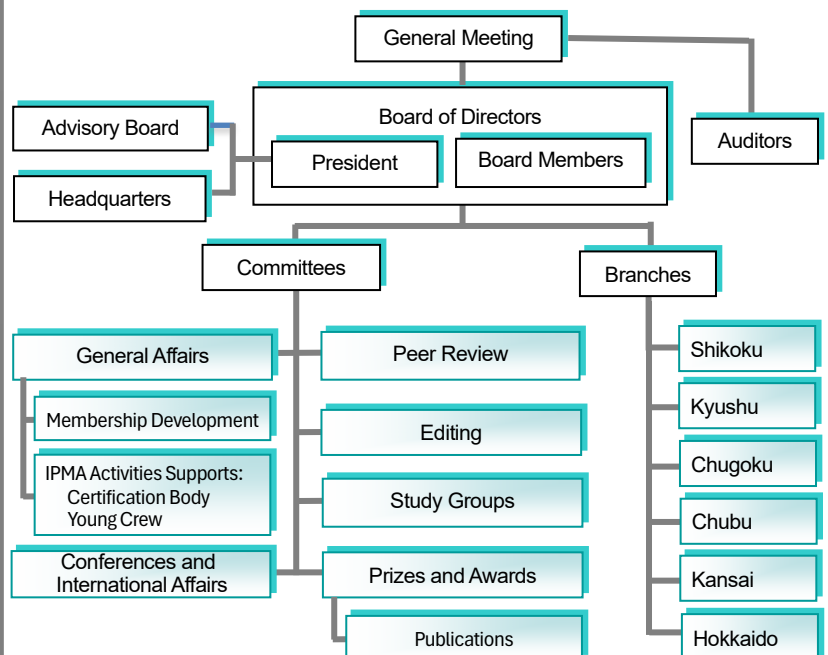 General Meeting
Board of Directors
Advisory Board
Auditors
President
Board Members
Headquarters
Committees
Branches
General Affairs
Peer Review
Shikoku
Membership Development
Editing
Kyushu
IPMA Activities Supports:
Certification Body
Young Crew
Study Groups
Chugoku
Chubu
Conferences and
International Affairs
Prizes and Awards
Kansai
Publications
Hokkaido